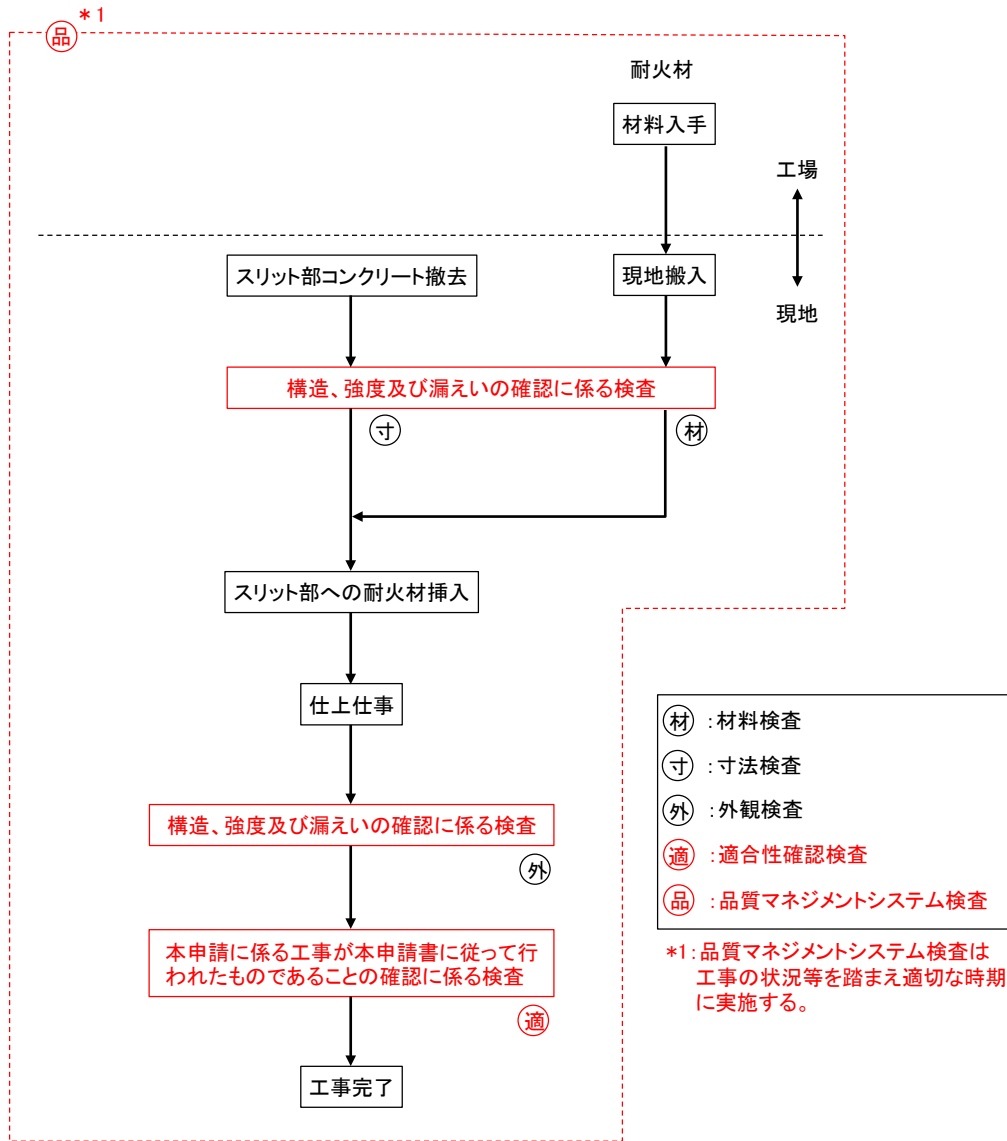 *1
品
耐火材
材料入手
工場
スリット部コンクリート撤去
現地搬入
現地
構造、強度及び漏えいの確認に係る検査
寸
材
スリット部への耐火材挿入
仕上仕事
構造、強度及び漏えいの確認に係る検査
外
本申請に係る工事が本申請書に従って行
われたものであることの確認に係る検査
適
工事完了
材 :材料検査
寸 :寸法検査
外 :外観検査
適 :適合性確認検査
品 :品質マネジメントシステム検査
*1:品質マネジメントシステム検査は
工事の状況等を踏まえ適切な時期
に実施する。